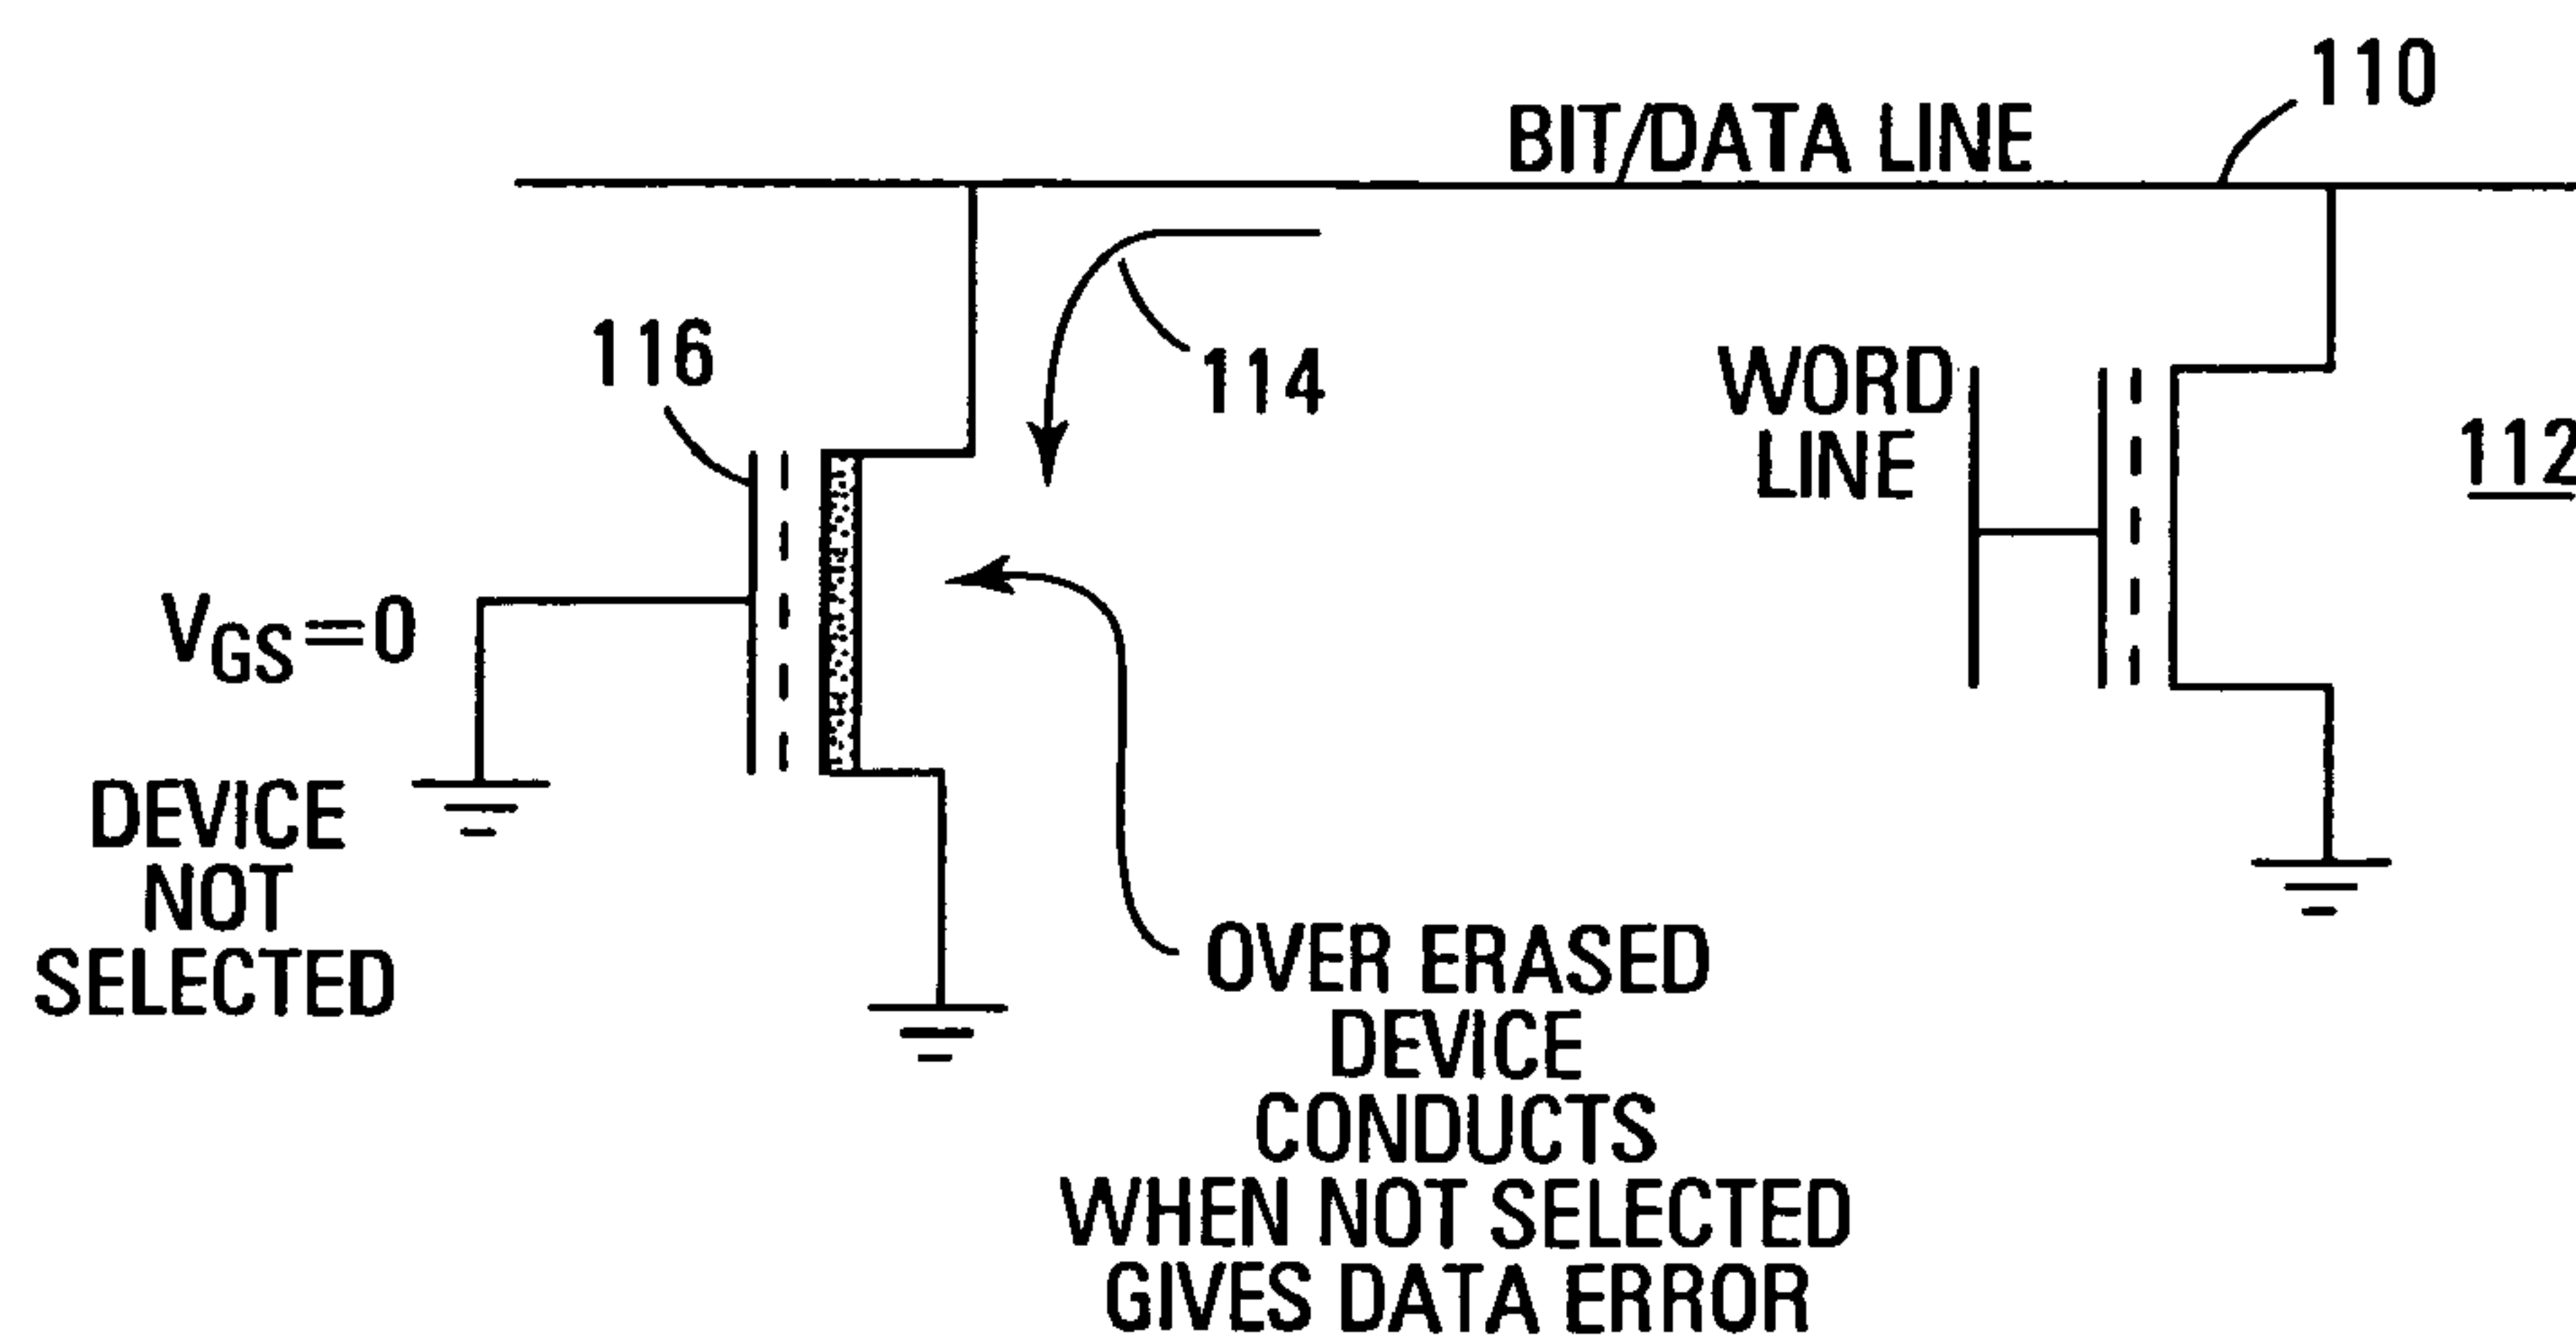 110
BIT/DATA LINE
116
114
WORD
LINE
112
VGS=0
DEVICE
NOT
SELECTED
OVER ERASED
DEVICE
CONDUCTS
WHEN NOT SELECTED
GIVES DATA ERROR